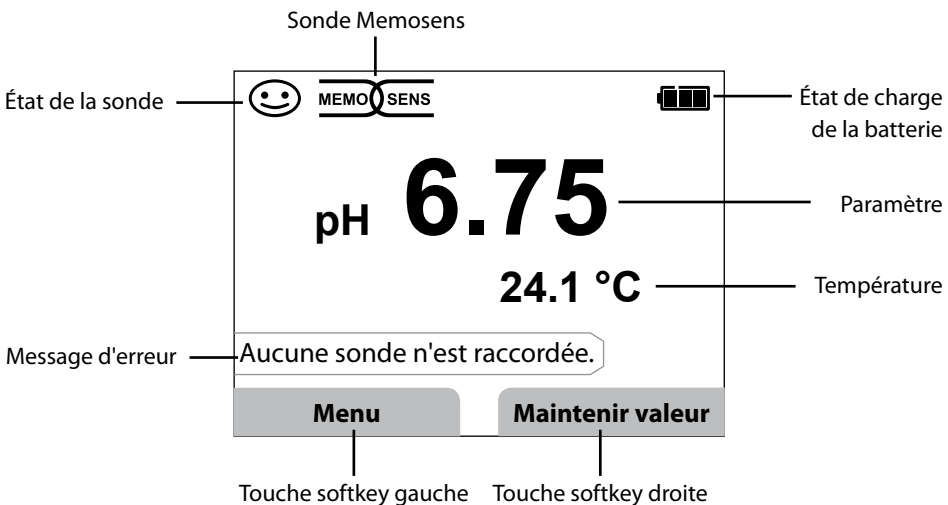 Sonde Memosens
État de la sonde
MEMO SENS
État de charge
de la batterie
pH 6.75
Paramètre
24.1 °C
Température
Message d'erreur
Aucune sonde n'est raccordée.
Menu
Maintenir valeur
Touche softkey gauche
Touche softkey droite